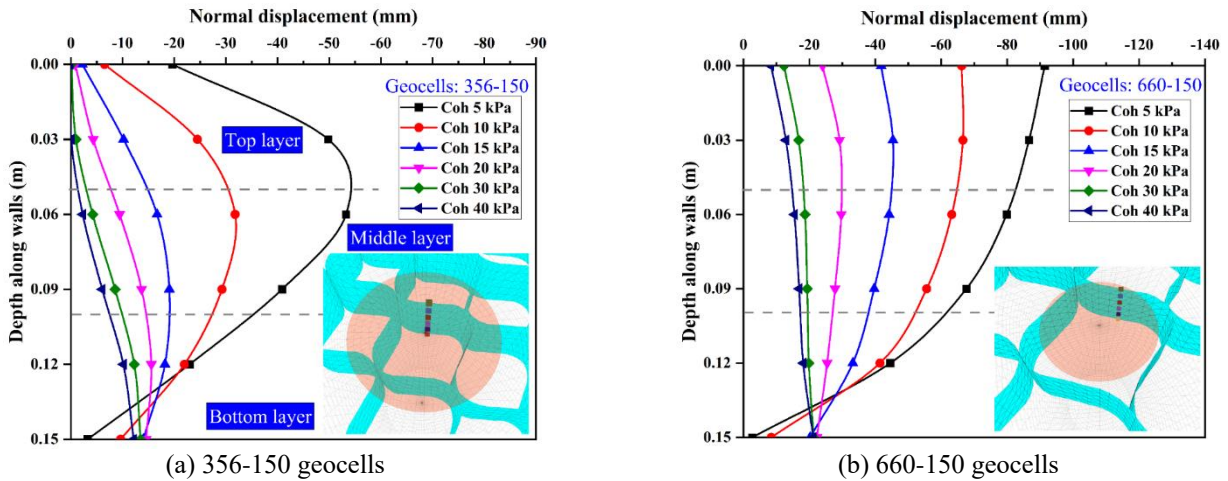 Normal displacement (mm)
0 -10 -20 -30 -40 -50 -60 -70 -80 -90
0.00
0.03
0.06
0.09
0.12
0.15
Depth along walls (m)
Geocells: 356-150
Coh 5 kPa
Coh 10 kPa
Coh 15 kPa
Coh 20 kPa
Coh 30 kPa
Coh 40 kPa
Top layer
Middle layer
Bottom layer
(a) 356-150 geocells
Normal displacement (mm)
0 -20 -40 -60 -80 -100 -120 -140
0.00
0.03
0.06
0.09
0.12
0.15
Depth along walls (m)
Geocells: 660-150
Coh 5 kPa
Coh 10 kPa
Coh 15 kPa
Coh 20 kPa
Coh 30 kPa
Coh 40 kPa
(b) 660-150 geocells